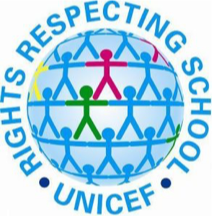 RIGHTS RESPECTING SCHOOL
UNICEF